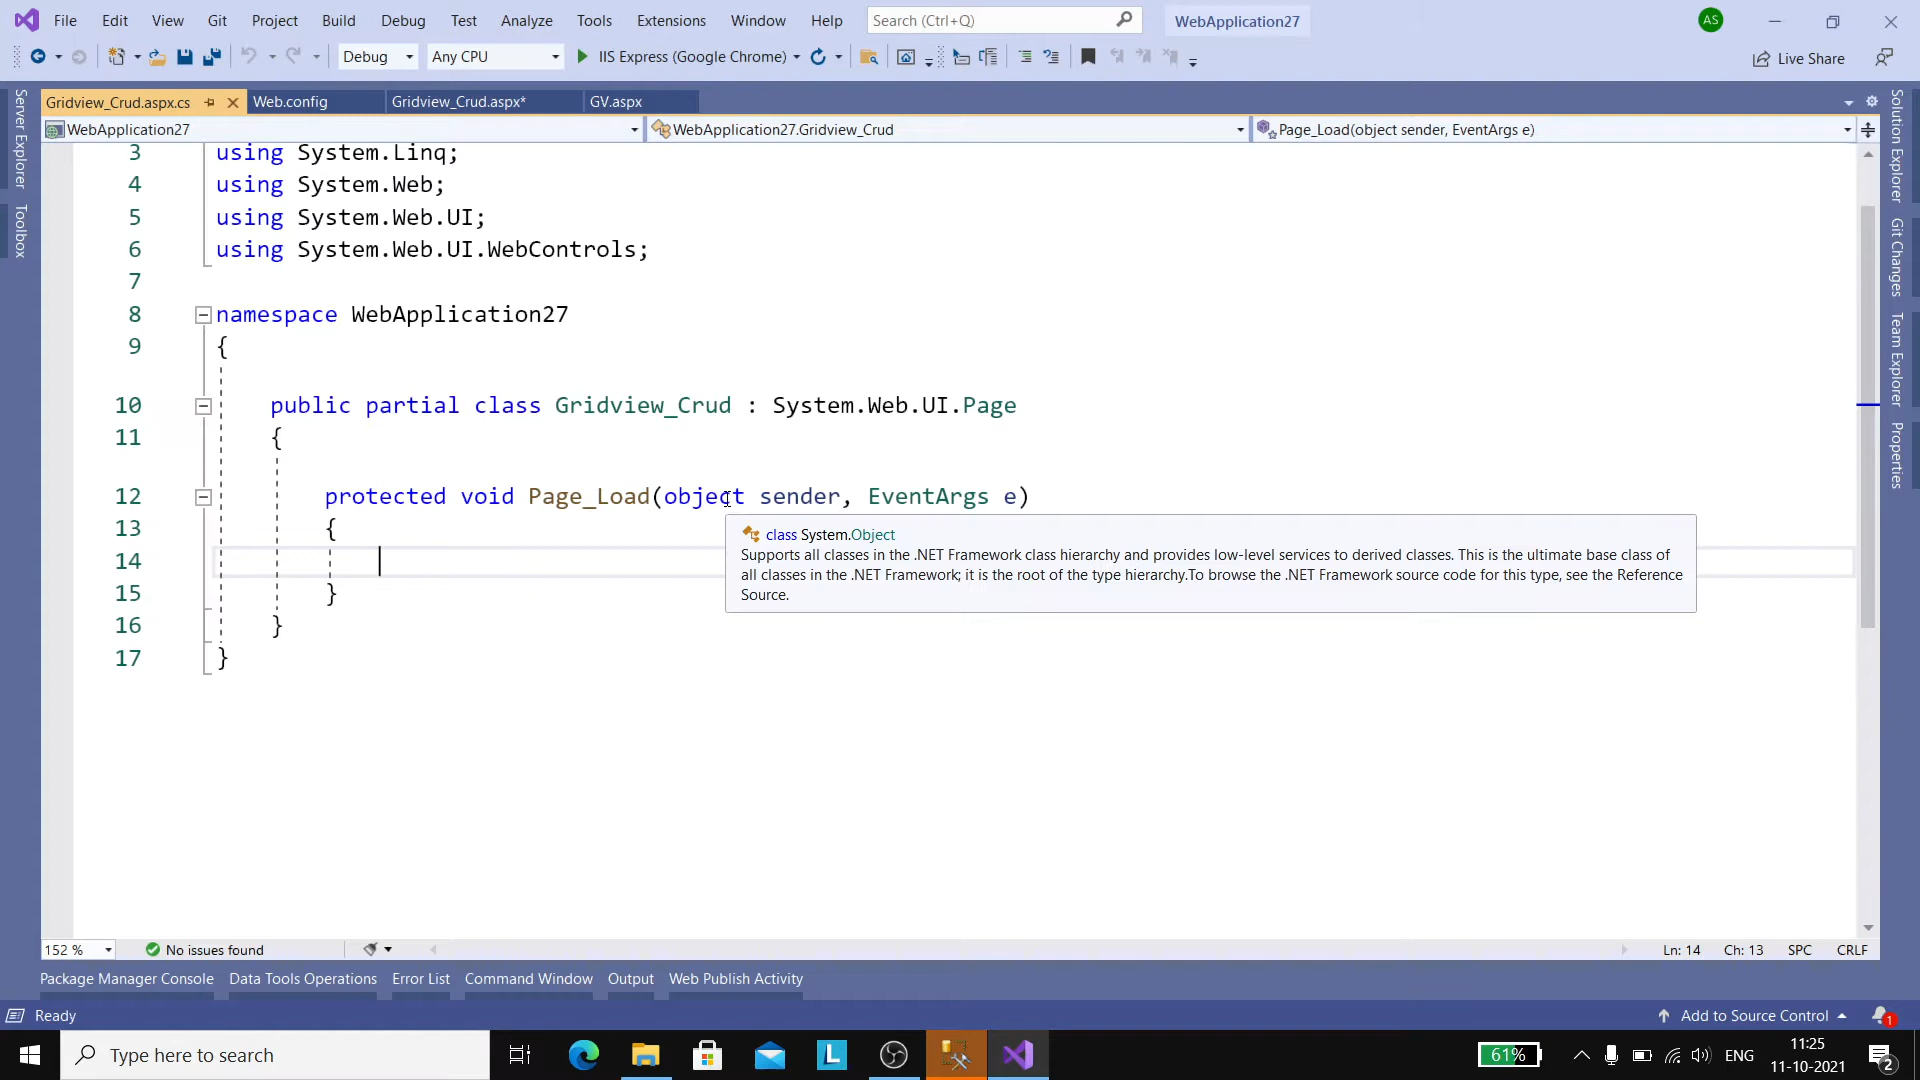 File Edit View Git Project Build Debug Test Analyze Tools Extensions Window Help Search (Ctrl+Q) WebApplication27 AS
Debug Any CPU IIS Express (Google Chrome) Live Share
Gridview_Crud.aspx.cs Web.config Gridview_Crud.aspx* GV.aspx
WebApplication27 WebApplication27.Gridview_Crud Page_Load(object sender, EventArgs e)
Server Explorer
Toolbox
3 using System.Linq;
4 using System.Web;
5 using System.Web.UI;
6 using System.Web.UI.WebControls;
7
8 namespace WebApplication27
9 {
10 public partial class Gridview_Crud : System.Web.UI.Page
11 {
12 protected void Page_Load(object sender, EventArgs e)
13 {
class System.Object
Supports all classes in the .NET Framework class hierarchy and provides low-level services to derived classes. This is the ultimate base class of
all classes in the .NET Framework; it is the root of the type hierarchy.To browse the .NET Framework source code for this type, see the Reference
Source.
14
15 }
16 }
17 }
Solution Explorer
Git Changes
Team Explorer
Properties
152 % No issues found Ln: 14 Ch: 13 SPC CRLF
Package Manager Console Data Tools Operations Error List Command Window Output Web Publish Activity
Ready Add to Source Control 1
Type here to search L 61% ENG 11:25
11-10-2021 2